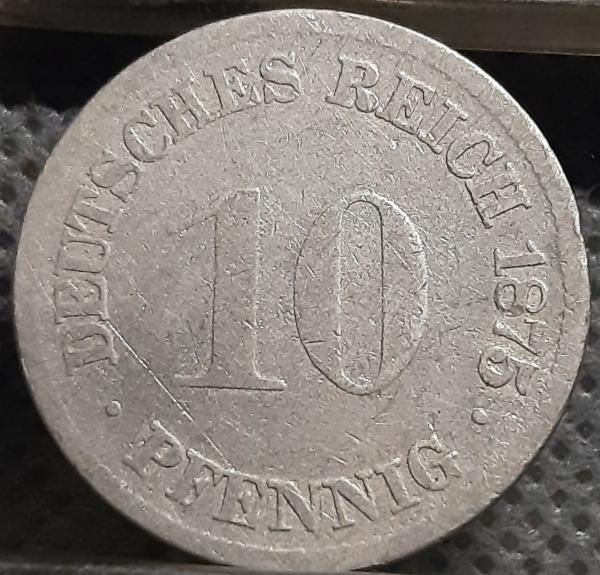 DEUTSCHES REICH 1875
10
· PFENNIG ·